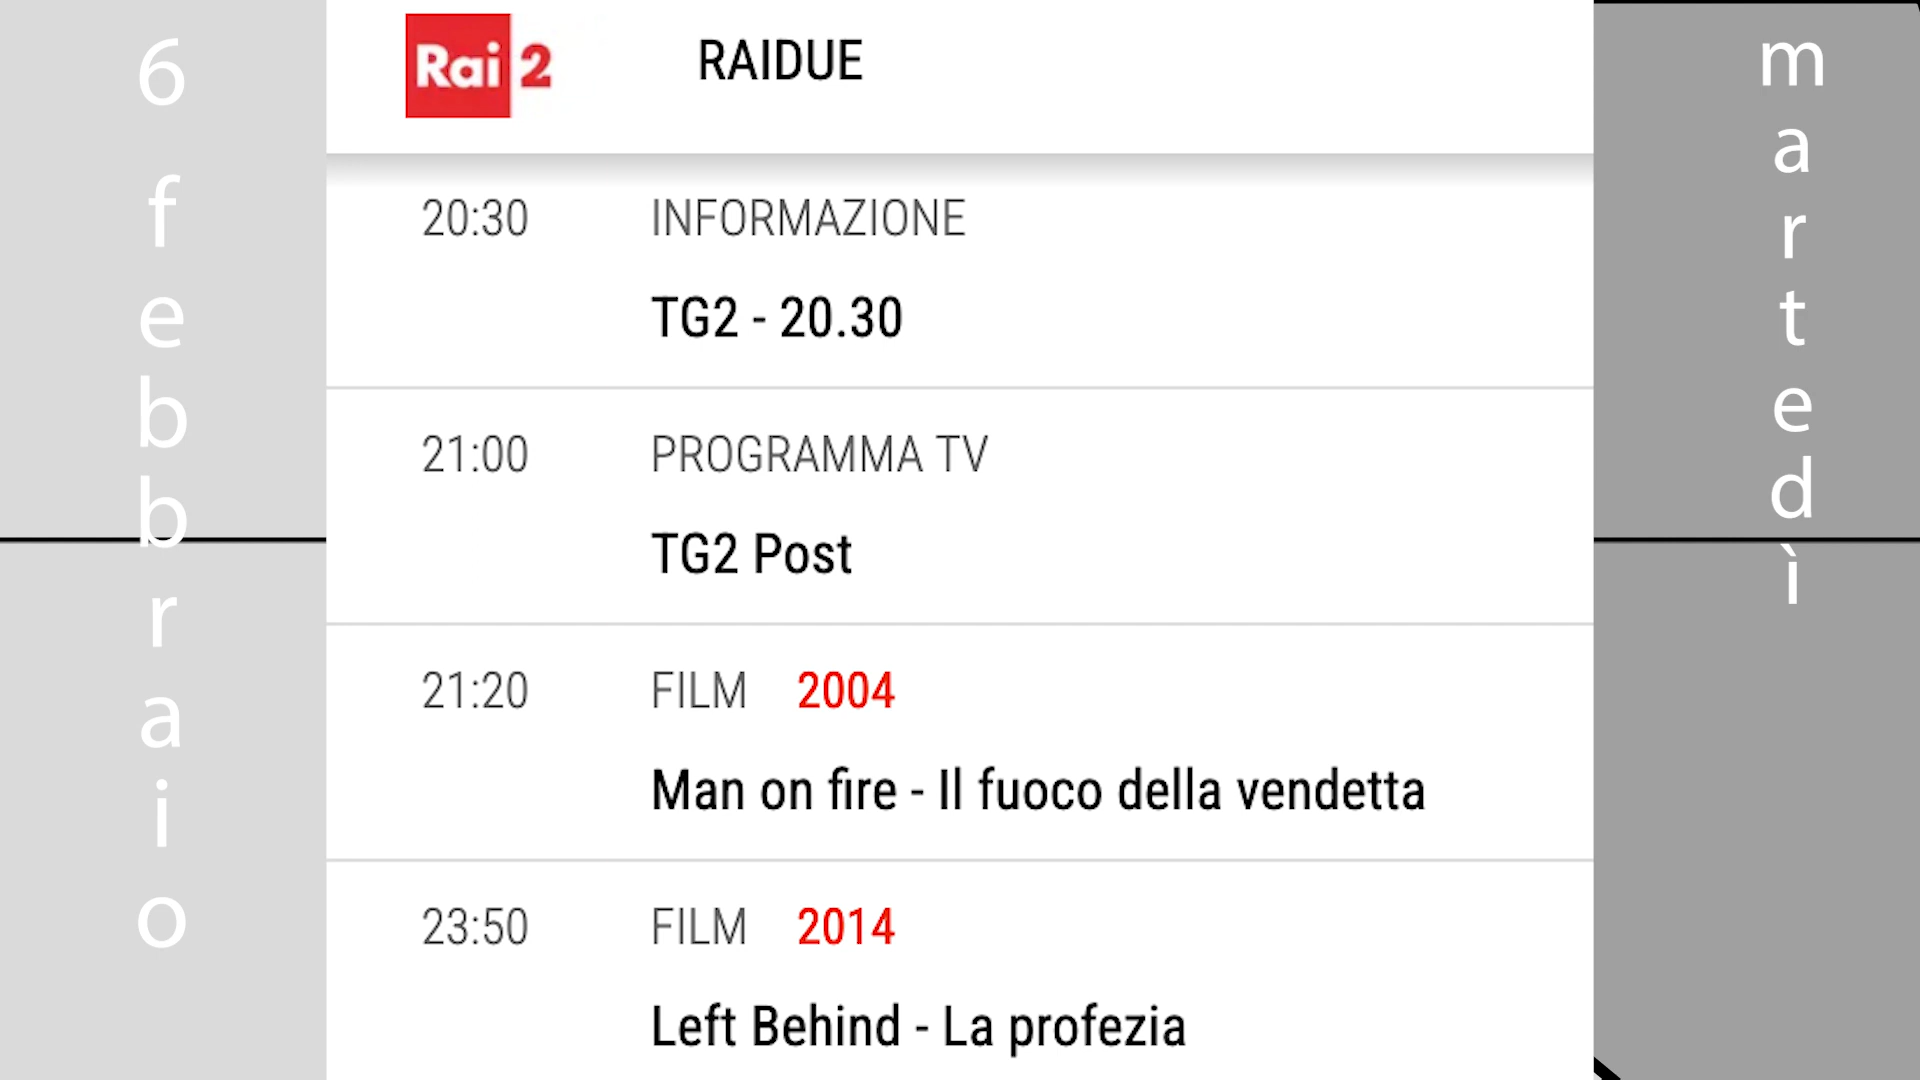 6 febbraio
Rai 2
RAIDUE
20:30 INFORMAZIONE
TG2 - 20.30
21:00 PROGRAMMA TV
TG2 Post
21:20 FILM 2004
Man on fire - Il fuoco della vendetta
23:50 FILM 2014
Left Behind - La profezia
martedì